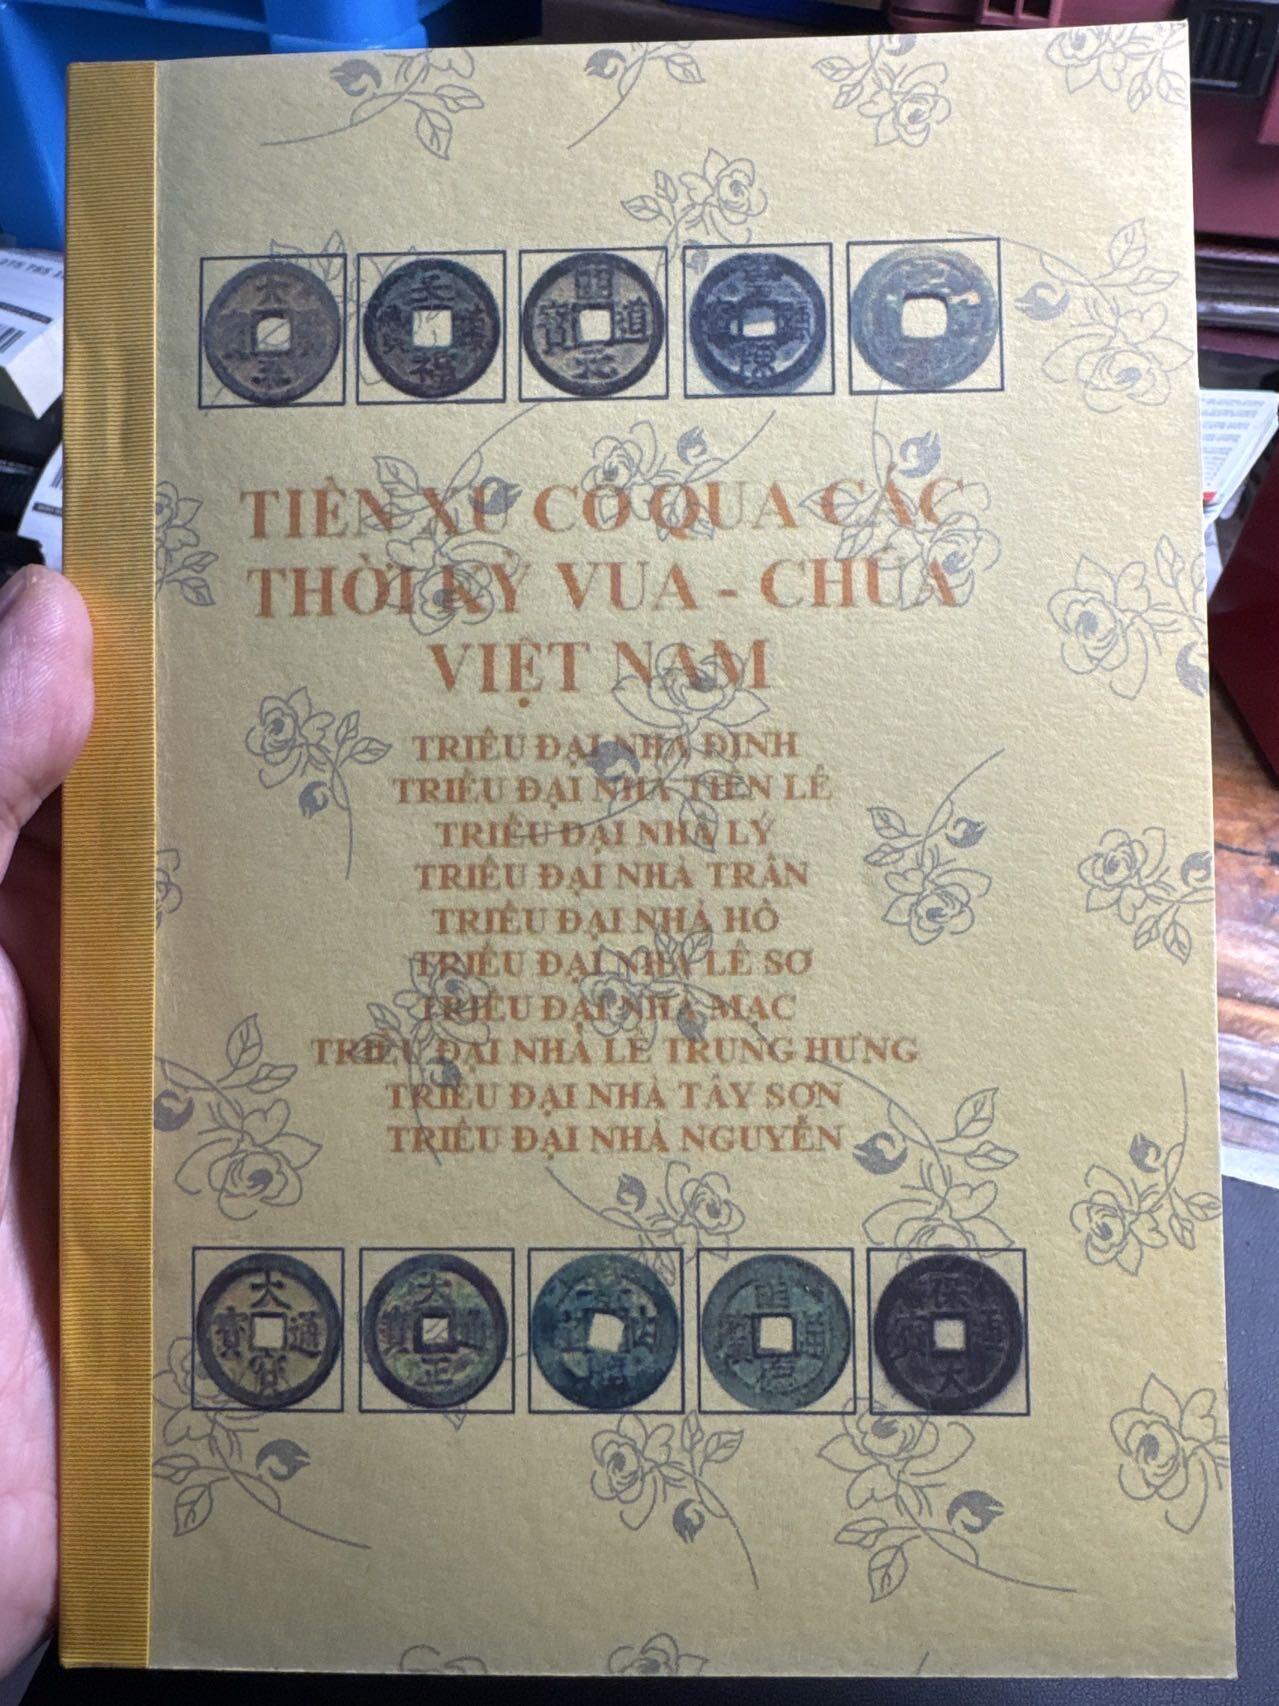 TIỀN XU CỔ QUA CÁC
THỜI KỲ VUA - CHÚA
VIỆT NAM
TRIỀU ĐẠI NHÀ ĐINH
TRIỀU ĐẠI NHÀ TIỀN LÊ
TRIỀU ĐẠI NHÀ LÝ
TRIỀU ĐẠI NHÀ TRẦN
TRIỀU ĐẠI NHÀ HỒ
TRIỀU ĐẠI NHÀ LÊ SƠ
TRIỀU ĐẠI NHÀ MẠC
TRIỀU ĐẠI NHÀ LÊ TRUNG HƯNG
TRIỀU ĐẠI NHÀ TÂY SƠN
TRIỀU ĐẠI NHÀ NGUYỄN